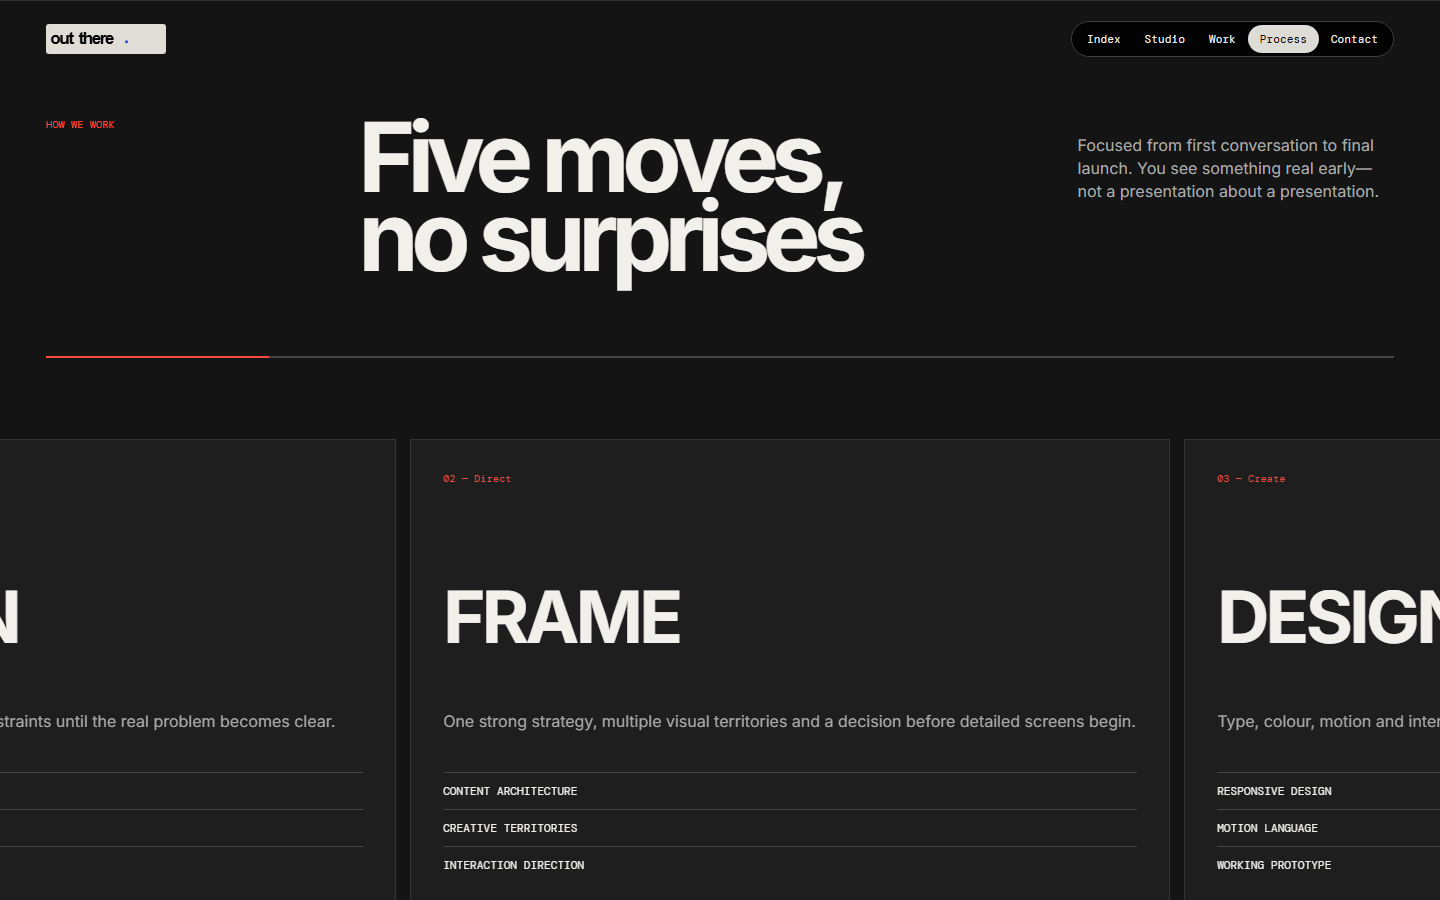 out there .
Index
Studio
Work
Process
Contact
HOW WE WORK
Five moves,
no surprises
Focused from first conversation to final
launch. You see something real early—
not a presentation about a presentation.
N
straints until the real problem becomes clear.
02 — Direct
FRAME
One strong strategy, multiple visual territories and a decision before detailed screens begin.
CONTENT ARCHITECTURE
CREATIVE TERRITORIES
INTERACTION DIRECTION
03 — Create
DESIGN
Type, colour, motion and inter
RESPONSIVE DESIGN
MOTION LANGUAGE
WORKING PROTOTYPE